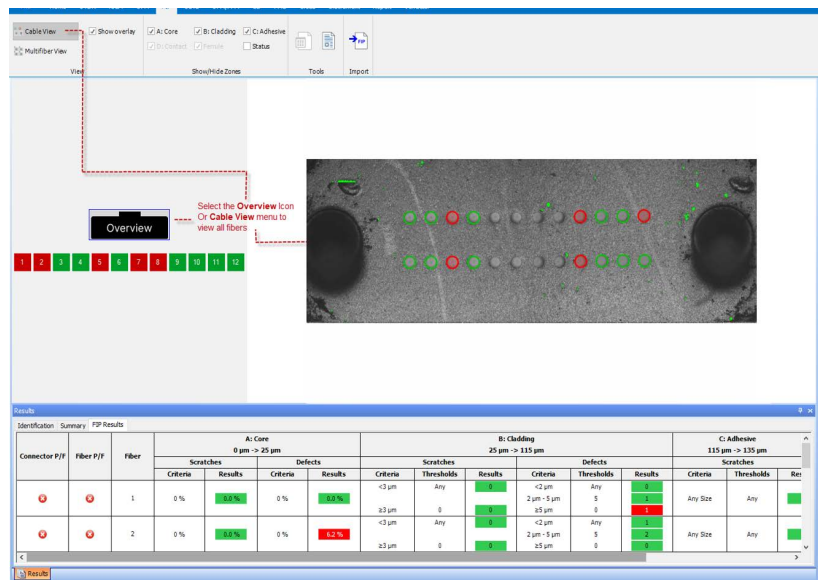 Cable View
Show overlay
A: Core
B: Cladding
C: Adhesive
Multifiber View
D: Contact
Ferrule
Status
View
Show/Hide Zones
Tools
Import
FIP
Select the Overview Icon
Or Cable View menu to
view all fibers
Overview
1 2 3 4 5 6 7 8 9 10 11 12
Results
Identification Summary FIP Results
Connector P/F Fiber P/F Fiber
A: Core
0 µm -> 25 µm
B: Cladding
25 µm -> 115 µm
C: Adhesive
115 µm -> 135 µm
Scratches Defects Scratches Defects Scratches
Criteria Results Criteria Results Criteria Thresholds Results Criteria Thresholds Results Criteria Thresholds Res
<3 µm Any 0 <2 µm Any 0
1 0 % 0.0 % 0 % 0.0 % 2 µm - 5 µm 5 1 Any Size Any
≥3 µm 0 0 ≥5 µm 0 1
<3 µm Any 0 <2 µm Any 1
2 0 % 0.0 % 0 % 6.2 % 2 µm - 5 µm 5 2 Any Size Any
≥3 µm 0 0 ≥5 µm 0 0
Results